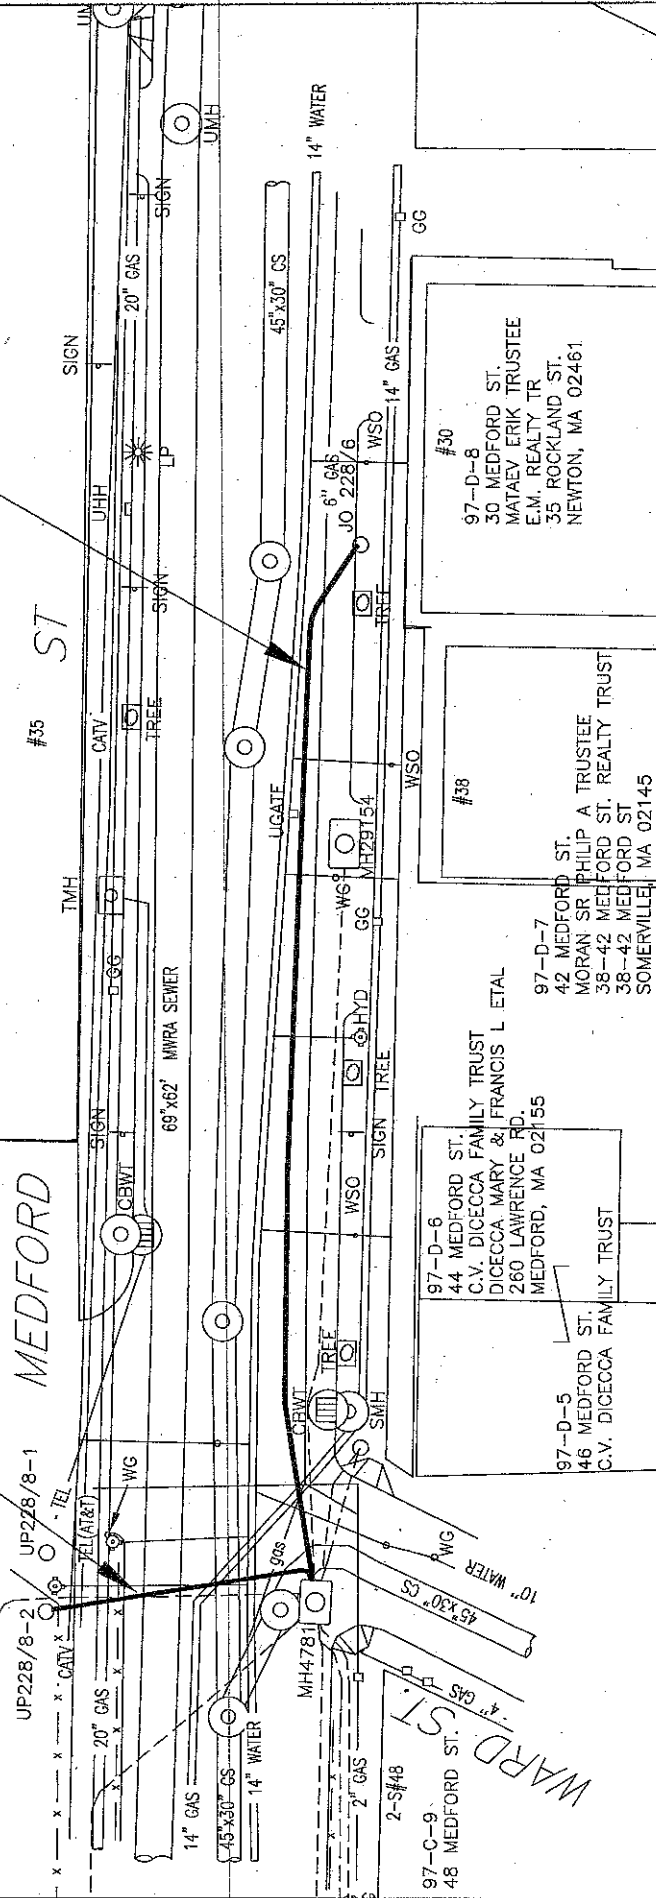 MEDFORD ST
#35
UMH
SIGN
20" GAS
SIGN
UHH
LP
SIGN
CATV
TREE
TMH
GG
69"x62' MWRA SEWER
SIGN
CBWT
UP228/8-1
UP228/8-2
TEL
TEL(AT&T)
WG
CATV
20" GAS
14" GAS
45"x30" CS
14" WATER
14" WATER
45"x30" CS
GG
14" GAS
6" GAS
JO 228/6
WSO
TREE
WSO
UGATE
MH29154
WG
GG
HYD
TREE
SIGN
WSO
TREE
CBWT
SMH
gas
WG
10" WATER
45"x30" CS
MH4781
4" GAS
WARD ST.
2" GAS
2-S#48
97-C-9
48 MEDFORD ST.
97-D-5
46 MEDFORD ST.
C.V. DICECCA FAMILY TRUST
97-D-6
44 MEDFORD ST.
C.V. DICECCA FAMILY TRUST
DICECCA MARY & FRANCIS L ETAL
260 LAWRENCE RD.
MEDFORD, MA 02155
#38
97-D-7
42 MEDFORD ST.
MORAN SR PHILIP A TRUSTEE
38-42 MEDFORD ST. REALTY TRUST
38-42 MEDFORD ST
SOMERVILLE, MA 02145
#30
97-D-8
30 MEDFORD ST.
MATAEV ERIK TRUSTEE
E.M. REALTY TR
35 ROCKLAND ST.
NEWTON, MA 02461